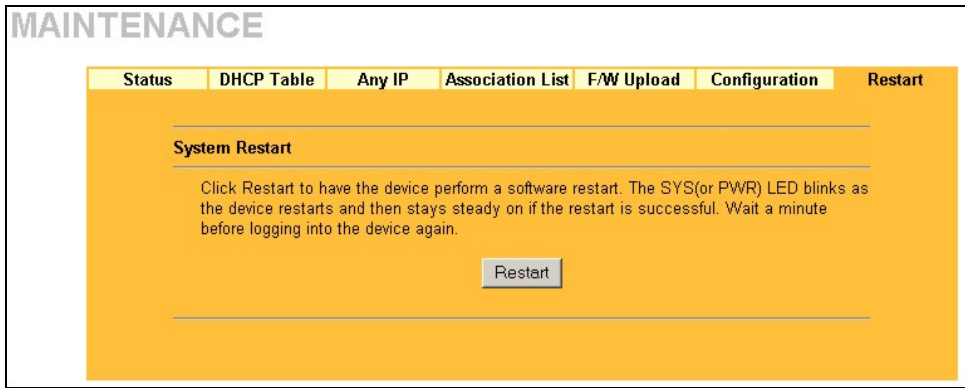 MAINTENANCE
Status DHCP Table Any IP Association List F/W Upload Configuration Restart
System Restart
Click Restart to have the device perform a software restart. The SYS(or PWR) LED blinks as
the device restarts and then stays steady on if the restart is successful. Wait a minute
before logging into the device again.
Restart